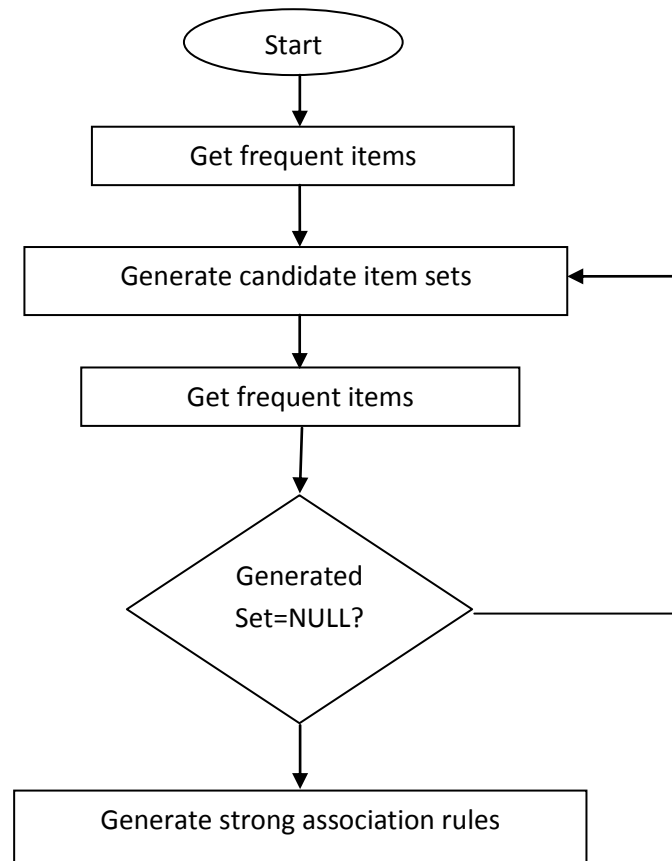 Start
Get frequent items
Generate candidate item sets
Get frequent items
Generated
Set=NULL?
Generate strong association rules